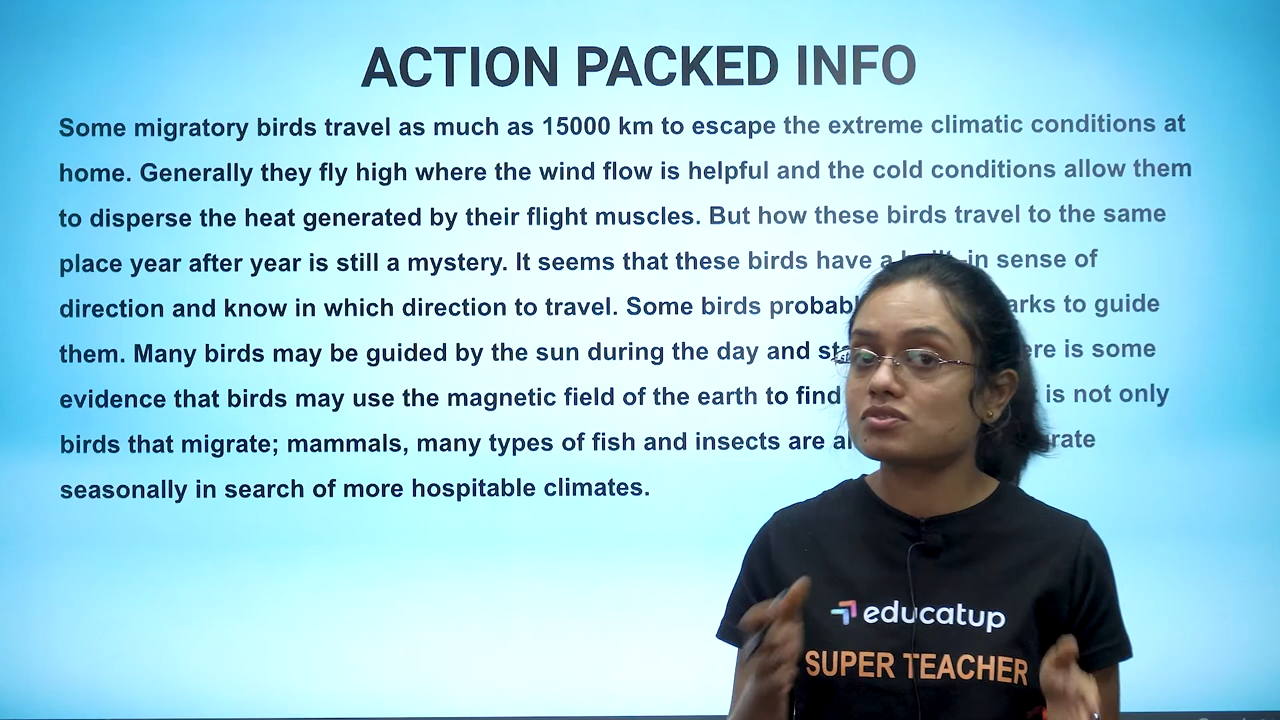 ACTION PACKED INFO
Some migratory birds travel as much as 15000 km to escape the extreme climatic conditions at
home. Generally they fly high where the wind flow is helpful and the cold conditions allow them
to disperse the heat generated by their flight muscles. But how these birds travel to the same
place year after year is still a mystery. It seems that these birds have a built-in sense of
direction and know in which direction to travel. Some birds to guide
them. Many birds may be guided by the sun during the day and is some
evidence that birds may use the magnetic field of the earth to find is not only
birds that migrate; mammals, many types of fish and insects are
seasonally in search of more hospitable climates.
educatup
SUPER TEACHER